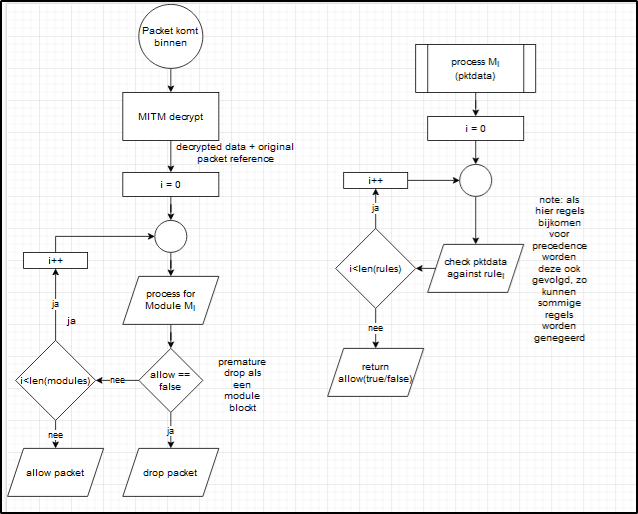 Packet komt
binnen
MITM decrypt
decrypted data + original
packet reference
i = 0
i++
process for
Module Mi
ja
ja
i<len(modules)
nee
allow ==
false
premature
drop als
een
module
blockt
nee
ja
allow packet
drop packet
process Mi
(pktdata)
i = 0
i++
ja
i<len(rules)
check pktdata
against rulei
nee
return
allow(true/false)
note: als
hier regels
bijkomen
voor
precedence
worden
deze ook
gevolgd, zo
kunnen
sommige
regels
worden
genegeerd